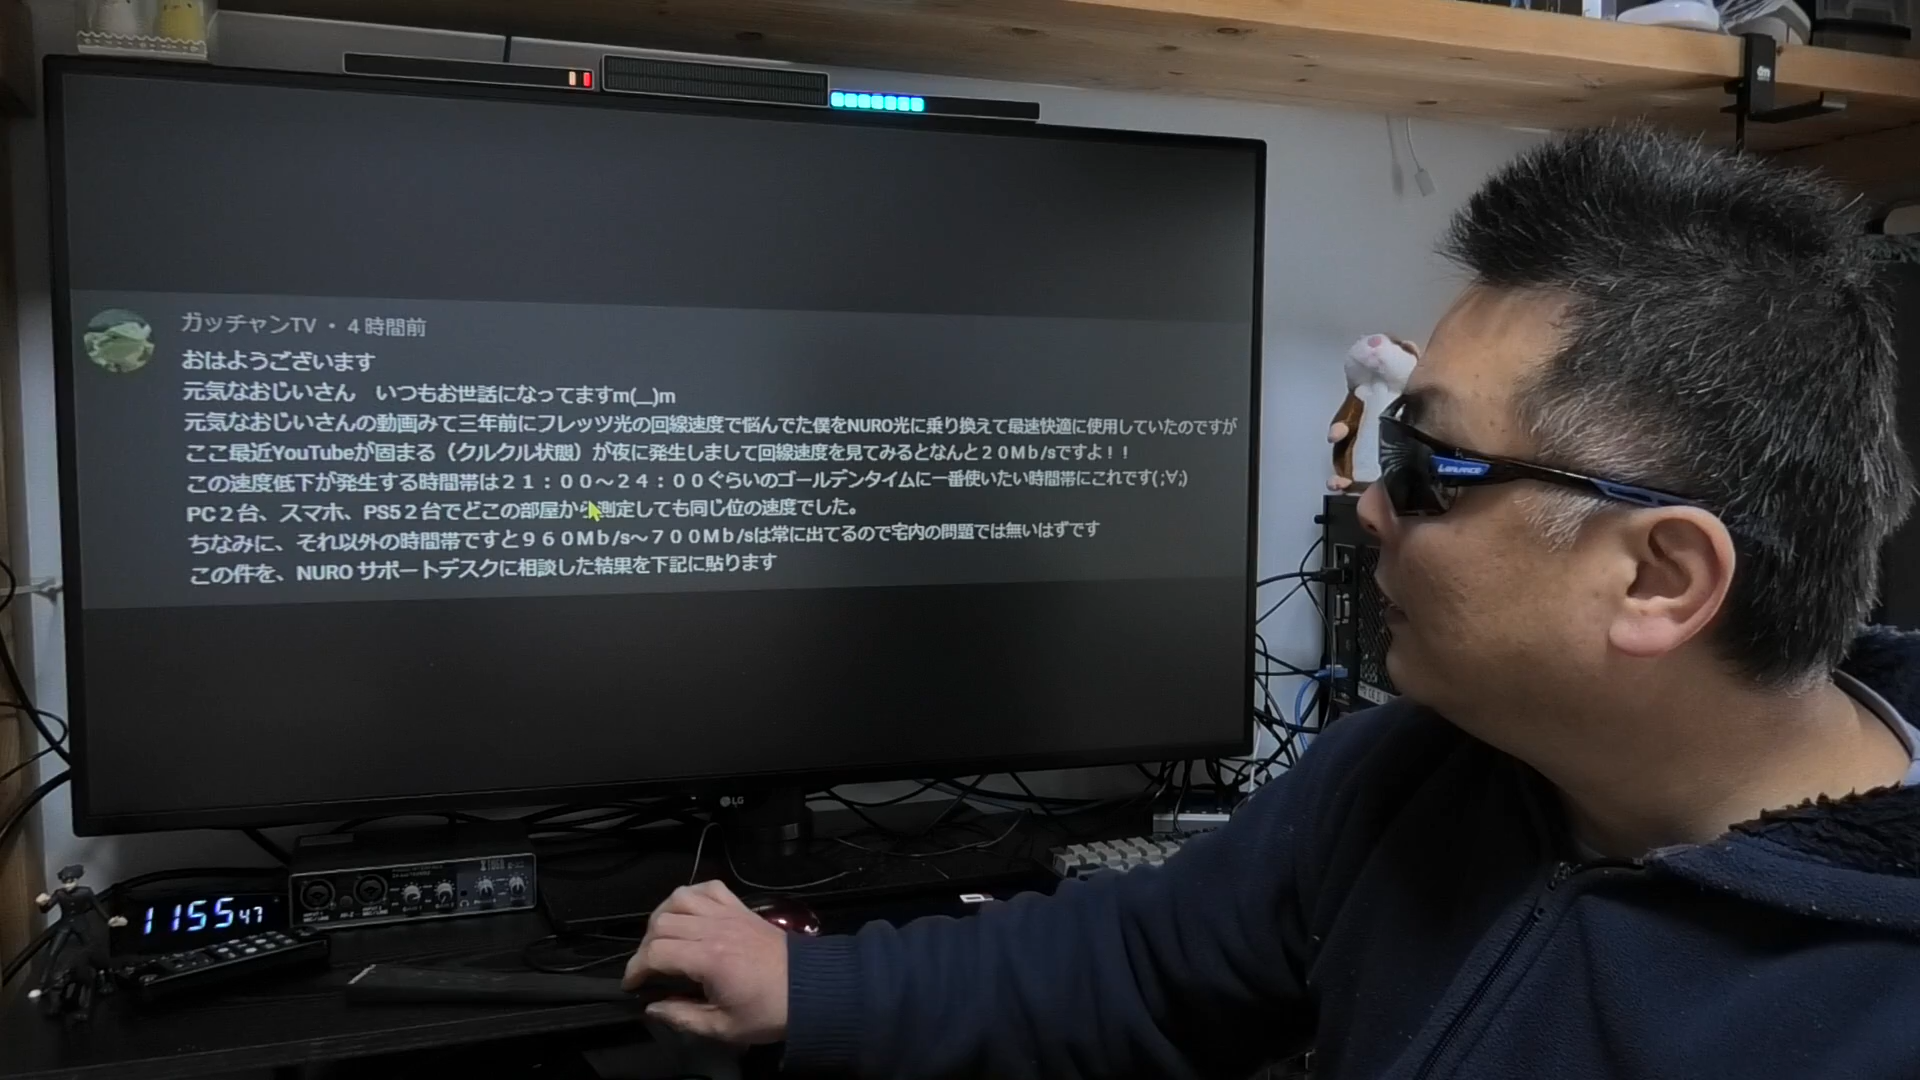 ガッチャンTV・４時間前
おはようございます
元気なおじいさん　いつもお世話になってますm(__)m
元気なおじいさんの動画みて三年前にフレッツ光の回線速度で悩んでた僕をNURO光に乗り換えて最速快適に使用していたのですが
ここ最近YouTubeが固まる（クルクル状態）が夜に発生しまして回線速度を見てみるとなんと２０Mb/sですよ！！
この速度低下が発生する時間帯は２１：００～２４：００ぐらいのゴールデンタイムに一番使いたい時間帯にこれです(;∀;)
PC２台、スマホ、PS5２台でどこの部屋から測定しても同じ位の速度でした。
ちなみに、それ以外の時間帯ですと９６０Mb/s～７００Mb/sは常に出てるので宅内の問題では無いはずです
この件を、NURO サポートデスクに相談した結果を下記に貼ります
LG
1155 47